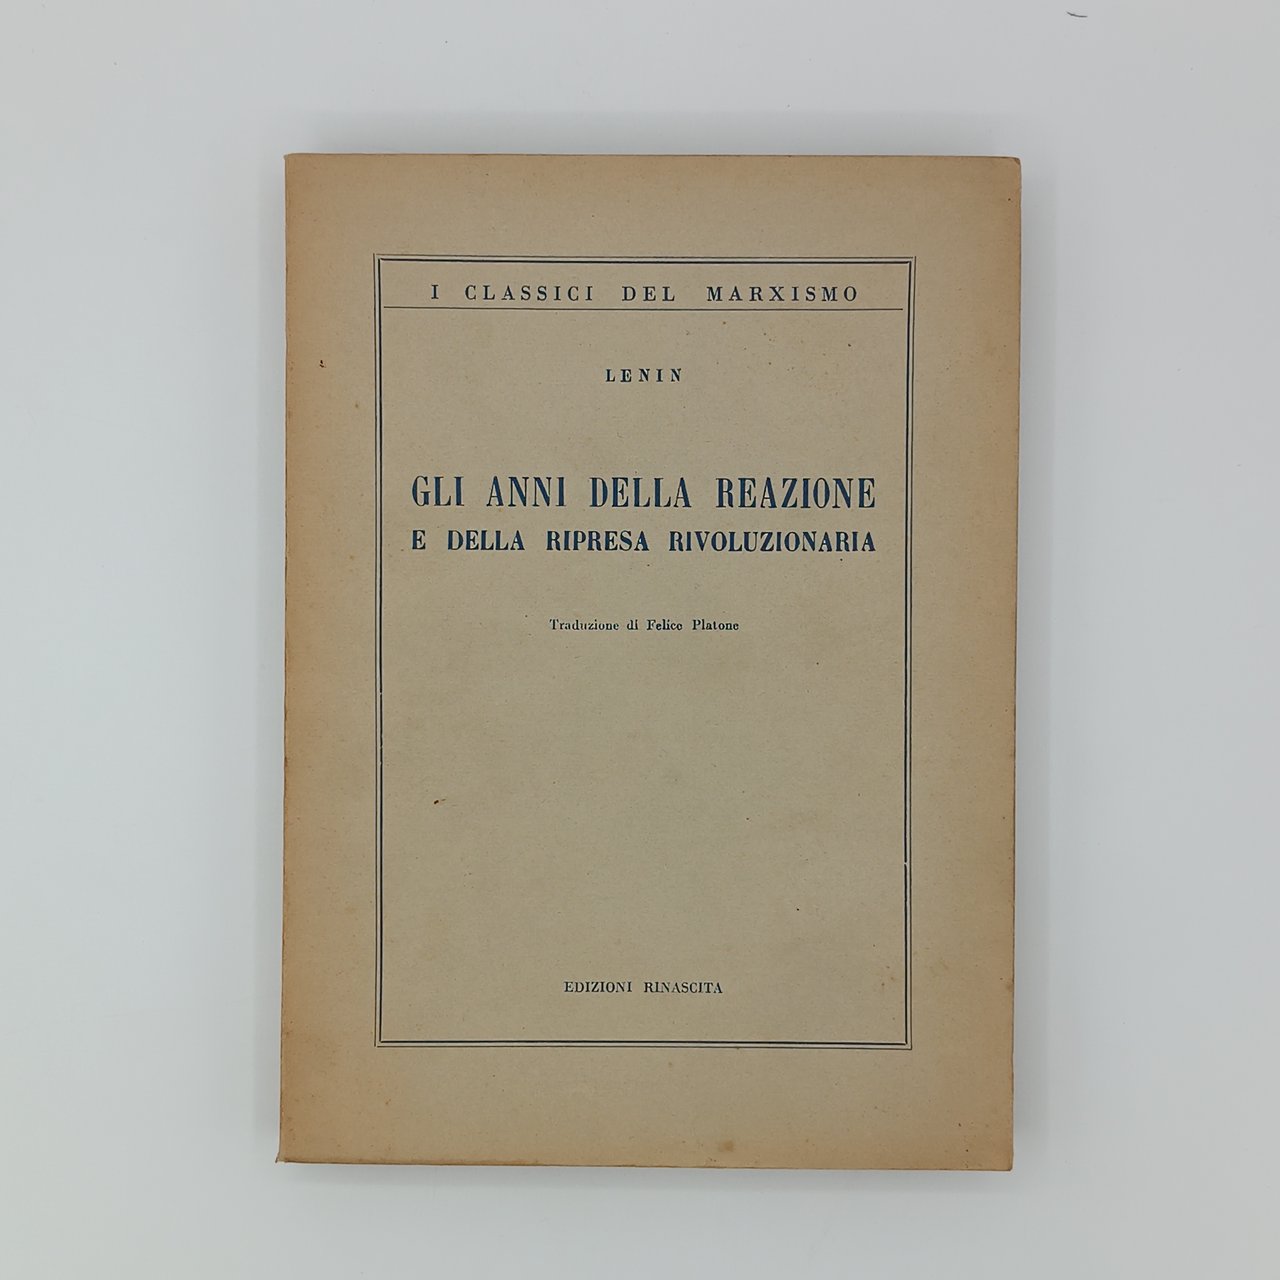 I CLASSICI DEL MARXISMO
LENIN
GLI ANNI DELLA REAZIONE
E DELLA RIPRESA RIVOLUZIONARIA
Traduzione di Felice Platone
EDIZIONI RINASCITA